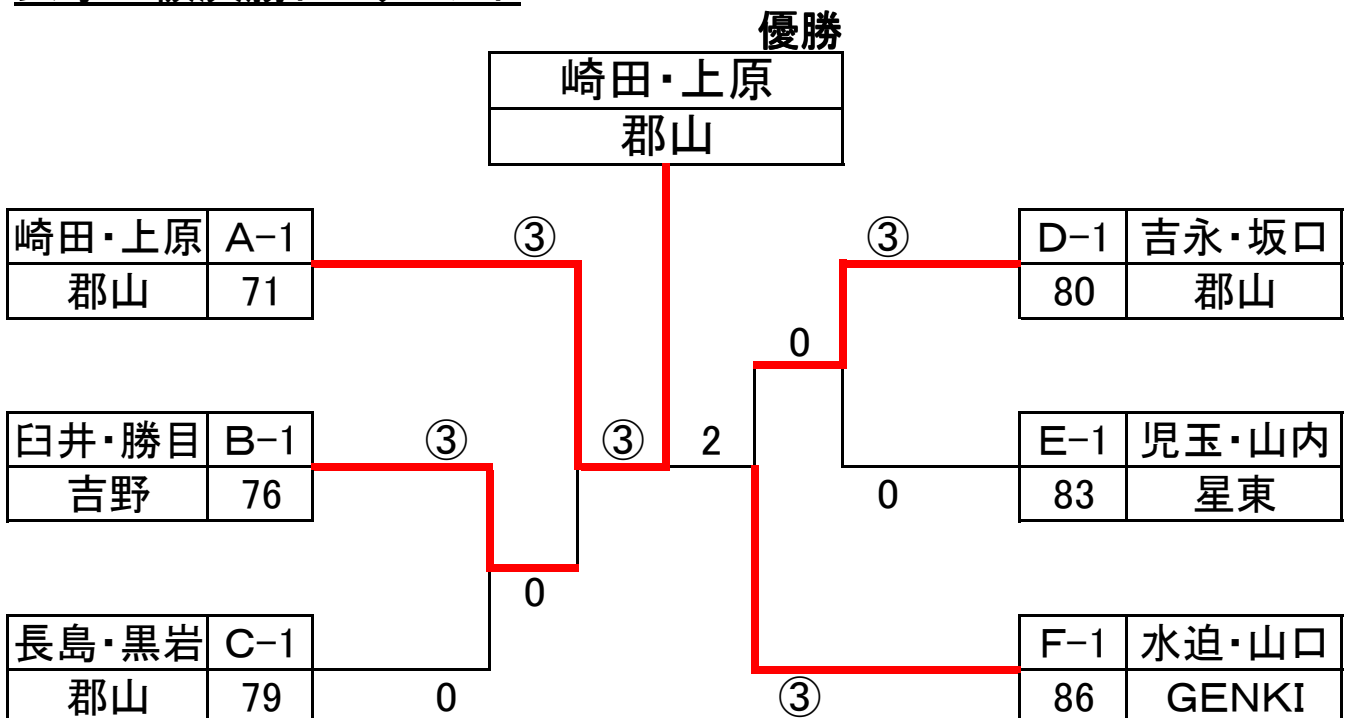 優勝
崎田・上原
郡山
③
③
崎田・上原 A-1
D-1 吉永・坂口
郡山 71
80 郡山
0
臼井・勝目 B-1
③
③
2
E-1 児玉・山内
吉野 76
0
83 星東
0
長島・黒岩 C-1
F-1 水迫・山口
郡山 79
0
③
86 GENKI